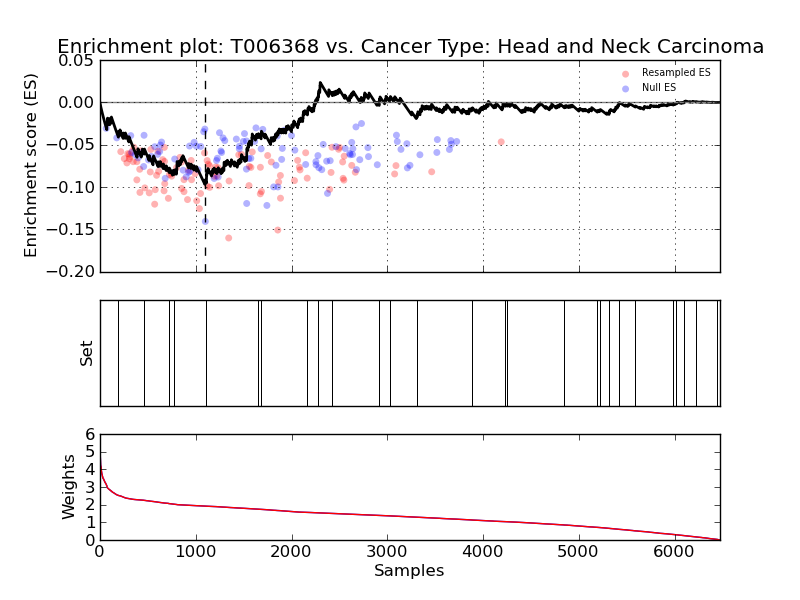 Enrichment plot: T006368 vs. Cancer Type: Head and Neck Carcinoma
Enrichment score (ES)
0.05
0.00
−0.05
−0.10
−0.15
−0.20
Resampled ES
Null ES
Set
Weights
6
5
4
3
2
1
0
0 1000 2000 3000 4000 5000 6000
Samples